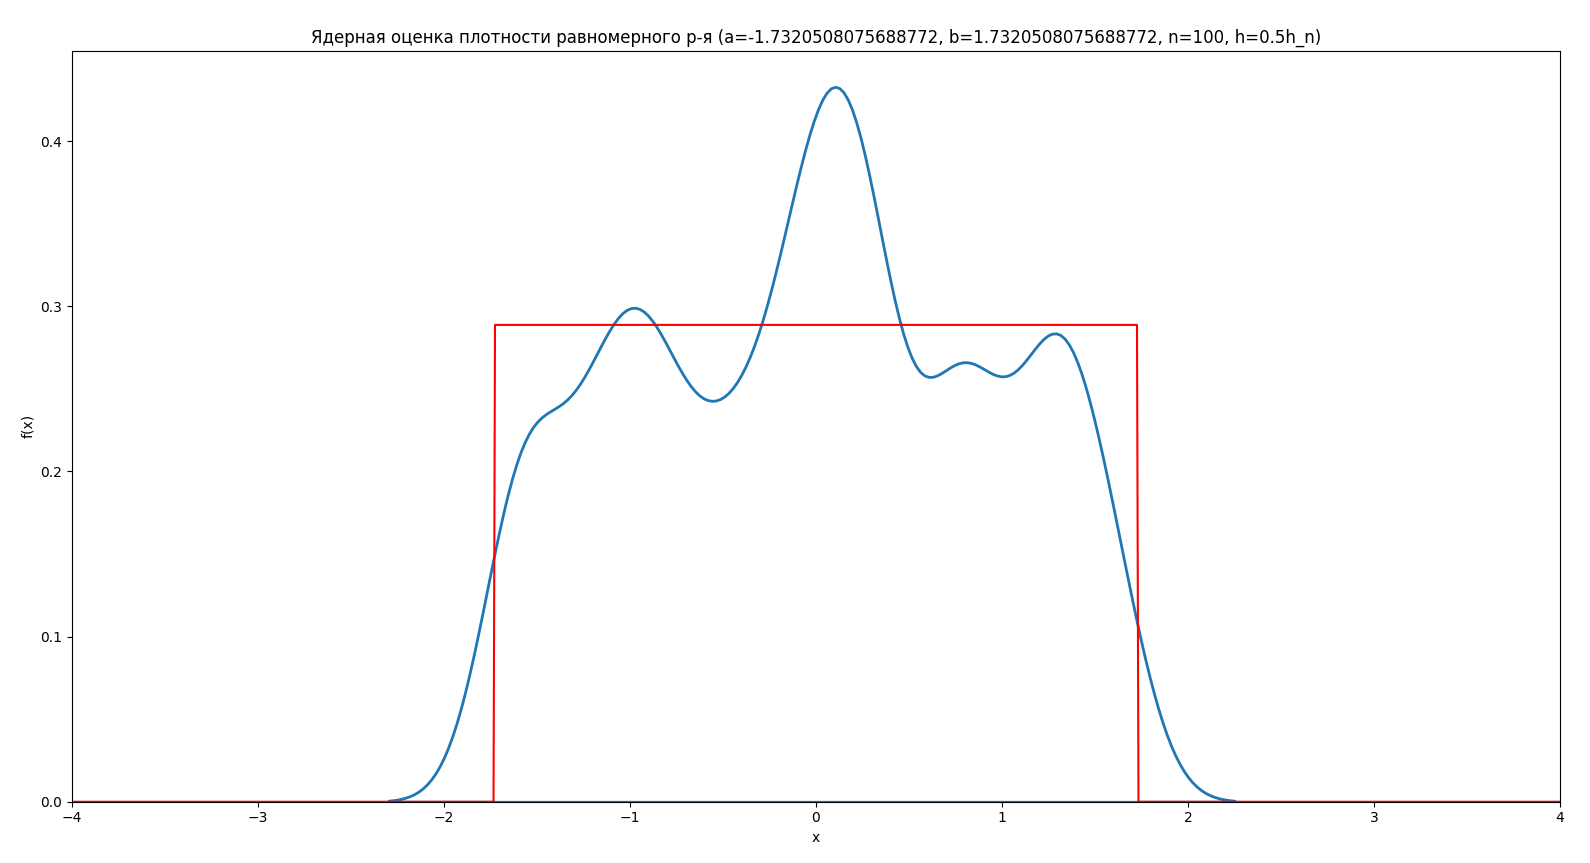 Ядерная оценка плотности равномерного р-я (a=-1.7320508075688772, b=1.7320508075688772, n=100, h=0.5h_n)
0.4
0.3
0.2
0.1
0.0
f(x)
−4 −3 −2 −1 0 1 2 3 4
x